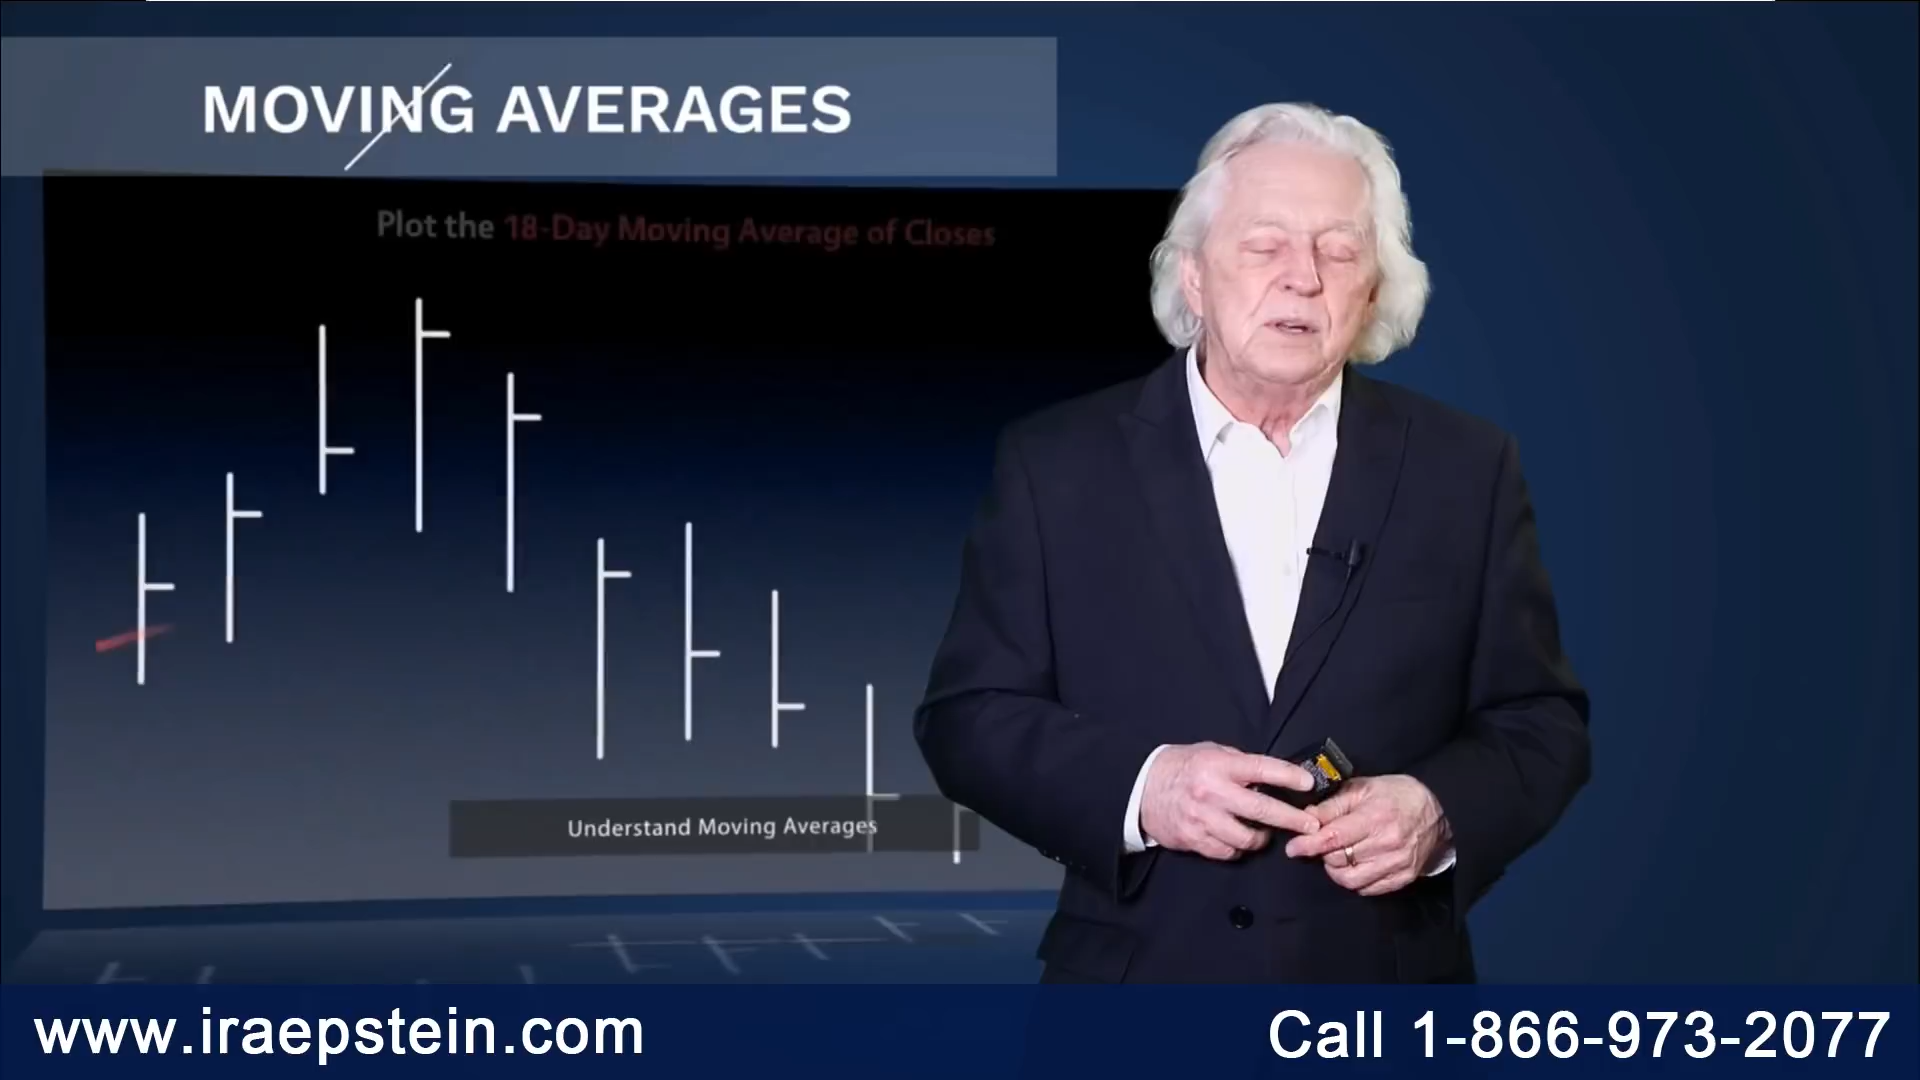 MOVING AVERAGES
Plot the 18-Day Moving Average of Closes
Understand Moving Averages
www.iraepstein.com
Call 1-866-973-2077